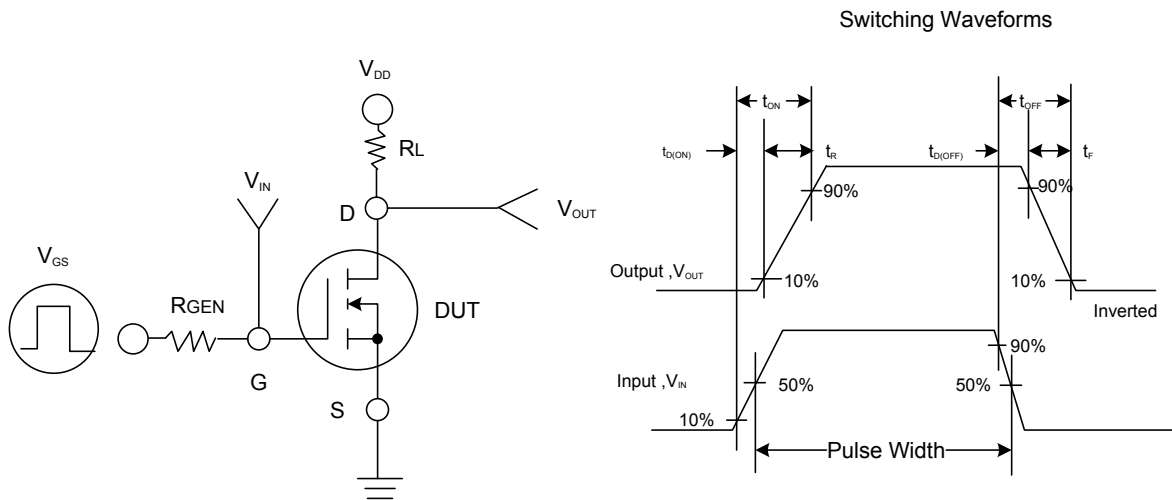 Switching Waveforms
VDD
RL
VIN
D
VOUT
VGS
RGEN
DUT
G
S
tON
tOFF
tD(ON)
tR
tD(OFF)
tF
90%
90%
Output ,VOUT
10%
10%
Inverted
90%
Input ,VIN
50%
50%
10%
Pulse Width